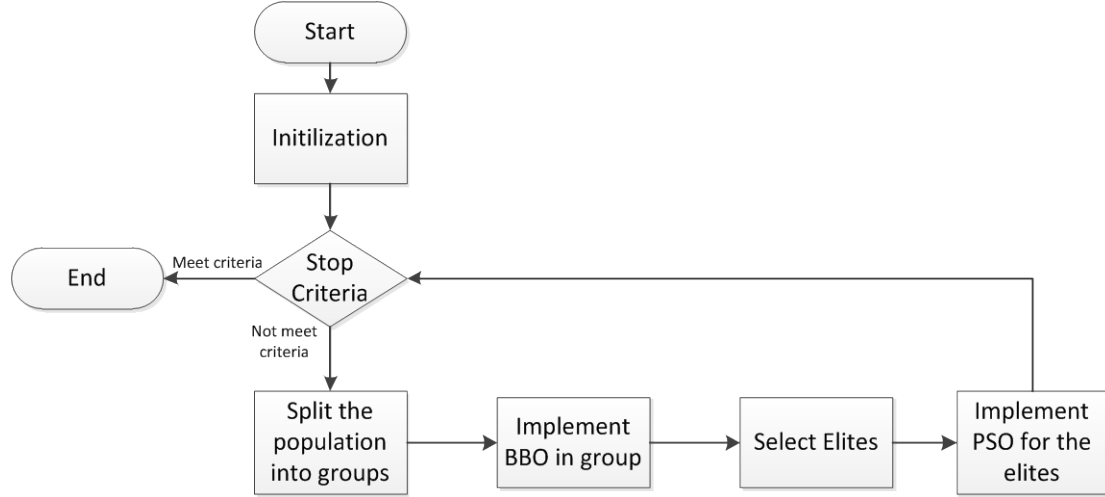 Start
Initilization
Stop
Criteria
Meet criteria
End
Not meet
criteria
Split the
population
into groups
Implement
BBO in group
Select Elites
Implement
PSO for the
elites